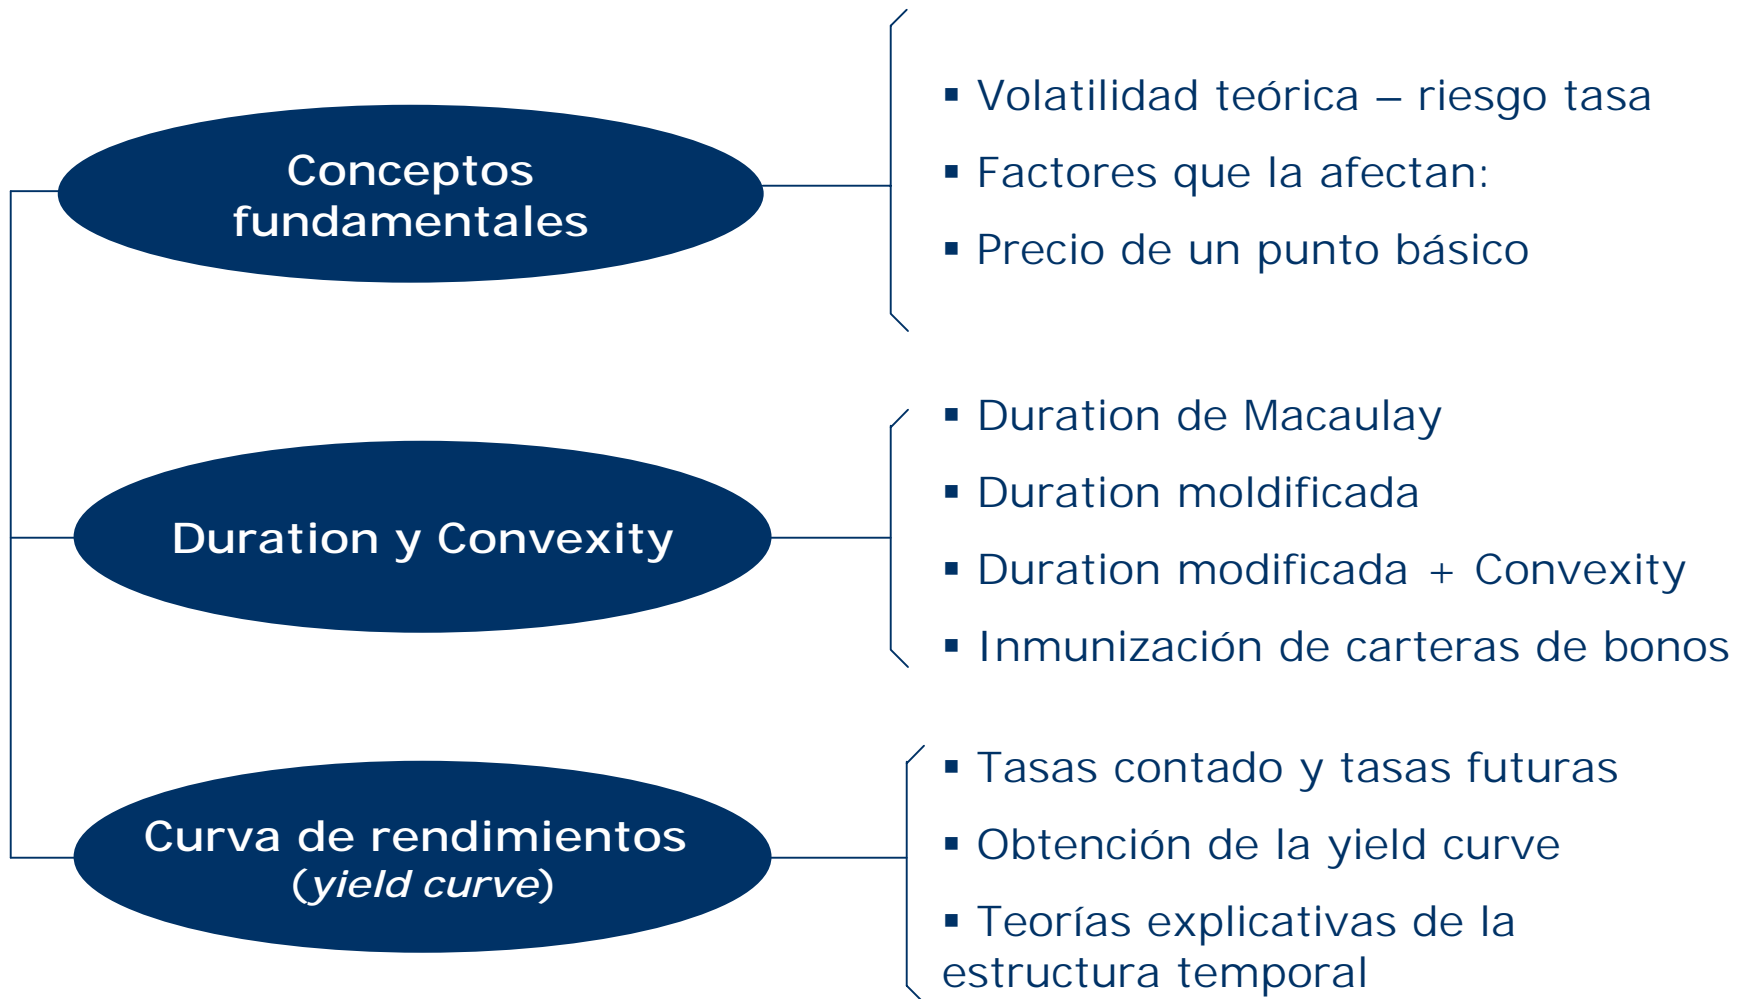 Conceptos
fundamentales
▪ Volatilidad teórica – riesgo tasa
▪ Factores que la afectan:
▪ Precio de un punto básico
Duration y Convexity
▪ Duration de Macaulay
▪ Duration moldificada
▪ Duration modificada + Convexity
▪ Inmunización de carteras de bonos
Curva de rendimientos
(yield curve)
▪ Tasas contado y tasas futuras
▪ Obtención de la yield curve
▪ Teorías explicativas de la
estructura temporal